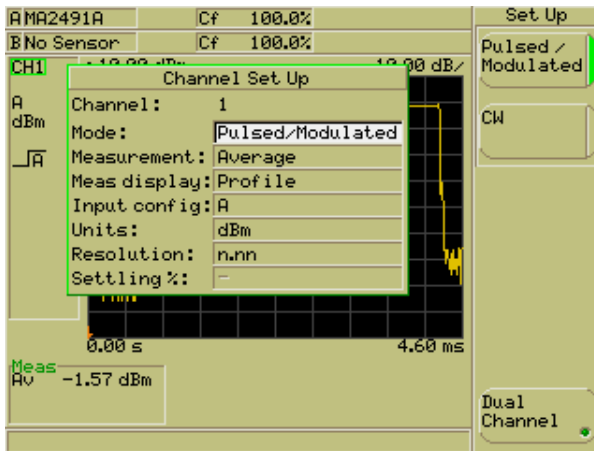 A MA2491A Cf 100.0% Set Up
B No Sensor Cf 100.0%
Pulsed /
Modulated
CH1 10.00 dB/
A
dBm
A
Channel Set Up
Channel: 1
Mode: Pulsed/Modulated
Measurement: Average
Meas display: Profile
Input config: A
Units: dBm
Resolution: n.nn
Settling %: -
CW
0.00 s 4.60 ms
Meas
Av -1.57 dBm
Dual
Channel